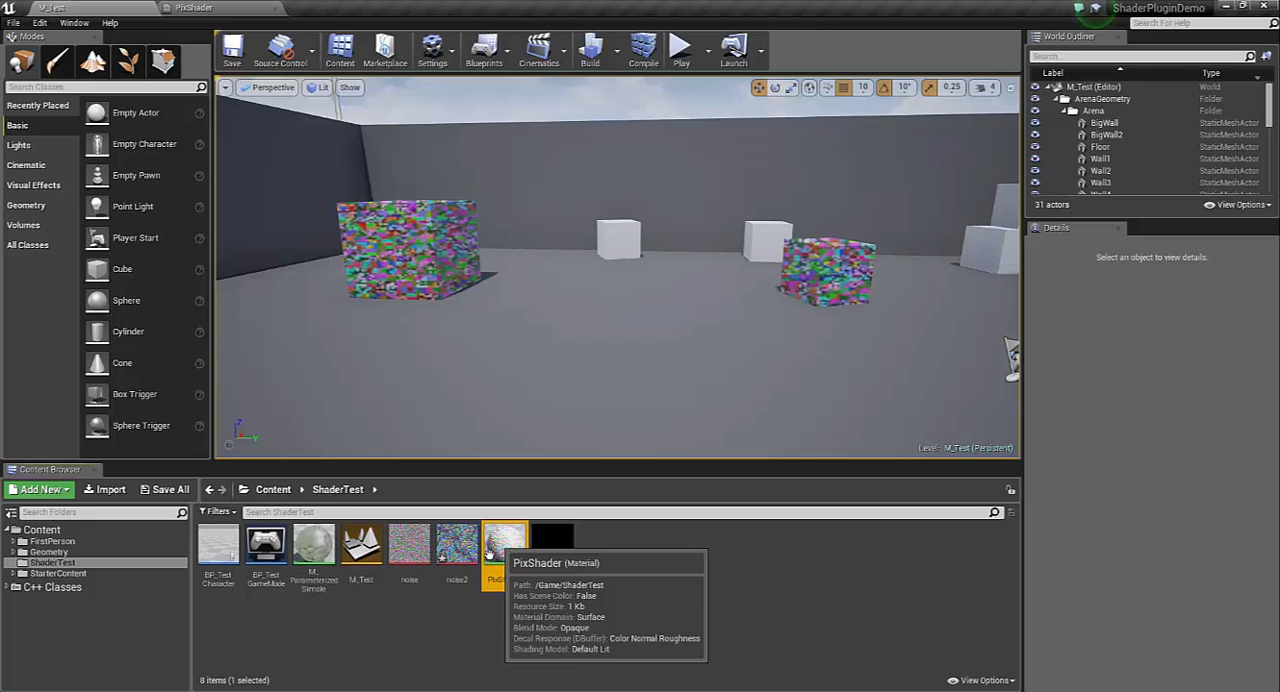 M_Test
PixShader
ShaderPluginDemo
File Edit Window Help
Search For Help
Modes
Search Classes
Recently Placed
Basic
Lights
Cinematic
Visual Effects
Geometry
Volumes
All Classes
Empty Actor
Empty Character
Empty Pawn
Point Light
Player Start
Cube
Sphere
Cylinder
Cone
Box Trigger
Sphere Trigger
Save
Source Control
Content
Marketplace
Settings
Blueprints
Cinematics
Build
Compile
Play
Launch
Perspective
Lit
Show
10
10°
0.25
4
Level: M_Test (Persistent)
World Outliner
Search...
Label Type
M_Test (Editor) World
ArenaGeometry Folder
Arena Folder
BigWall StaticMeshActor
BigWall2 StaticMeshActor
Floor StaticMeshActor
Wall1 StaticMeshActor
Wall2 StaticMeshActor
Wall3 StaticMeshActor
31 actors
View Options
Details
Select an object to view details.
Content Browser
Add New
Import
Save All
Content
ShaderTest
Search Folders
Filters
Search ShaderTest
Content
FirstPerson
Geometry
ShaderTest
StarterContent
C++ Classes
BP_Test
Character
BP_Test
GameMode
M_
Parameterized
Simple
M_Test
noise
noise2
PixShader (Material)
Path: /Game/ShaderTest
Has Scene Color: False
Resource Size: 1 Kb
Material Domain: Surface
Blend Mode: Opaque
Decal Response (DBuffer): Color Normal Roughness
Shading Model: Default Lit
8 items (1 selected)
View Options